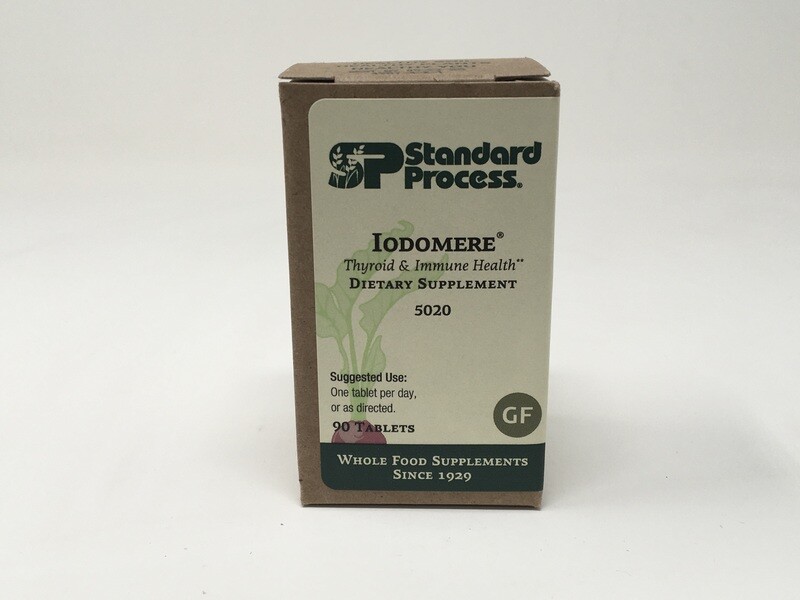 SP Standard
Process®
IODOMERE®
Thyroid & Immune Health**
DIETARY SUPPLEMENT
5020
Suggested Use:
One tablet per day,
or as directed.
90 TABLETS
GF
WHOLE FOOD SUPPLEMENTS
SINCE 1929